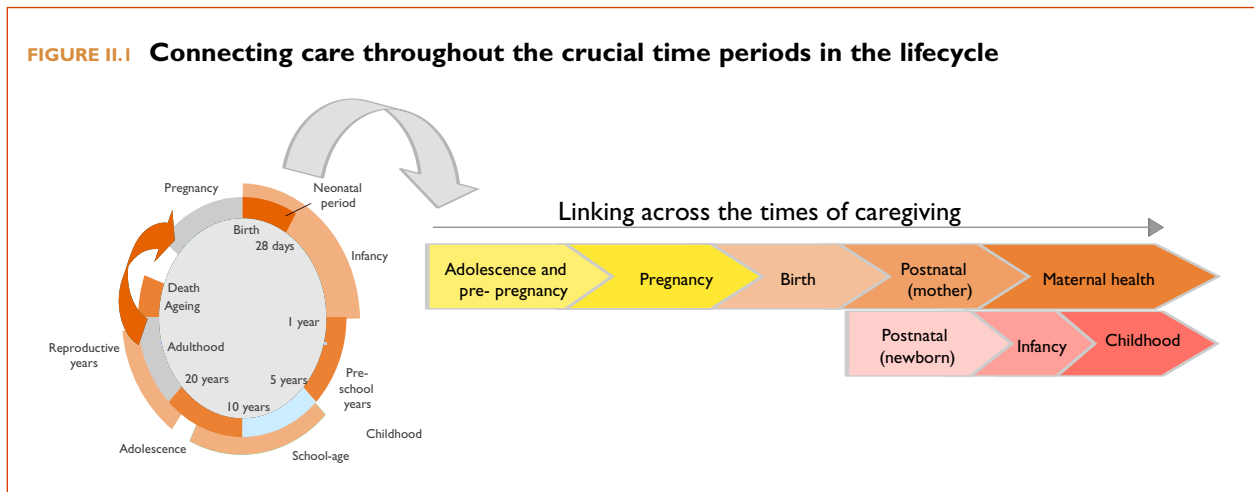 FIGURE II.1 Connecting care throughout the crucial time periods in the lifecycle
Pregnancy
Neonatal
period
Birth
28 days
Infancy
Death
Ageing
1 year
Reproductive
years
Adulthood
20 years
5 years
Pre-
school
years
10 years
Childhood
Adolescence
School-age
Linking across the times of caregiving
Adolescence and
pre- pregnancy
Pregnancy
Birth
Postnatal
(mother)
Maternal health
Postnatal
(newborn)
Infancy
Childhood